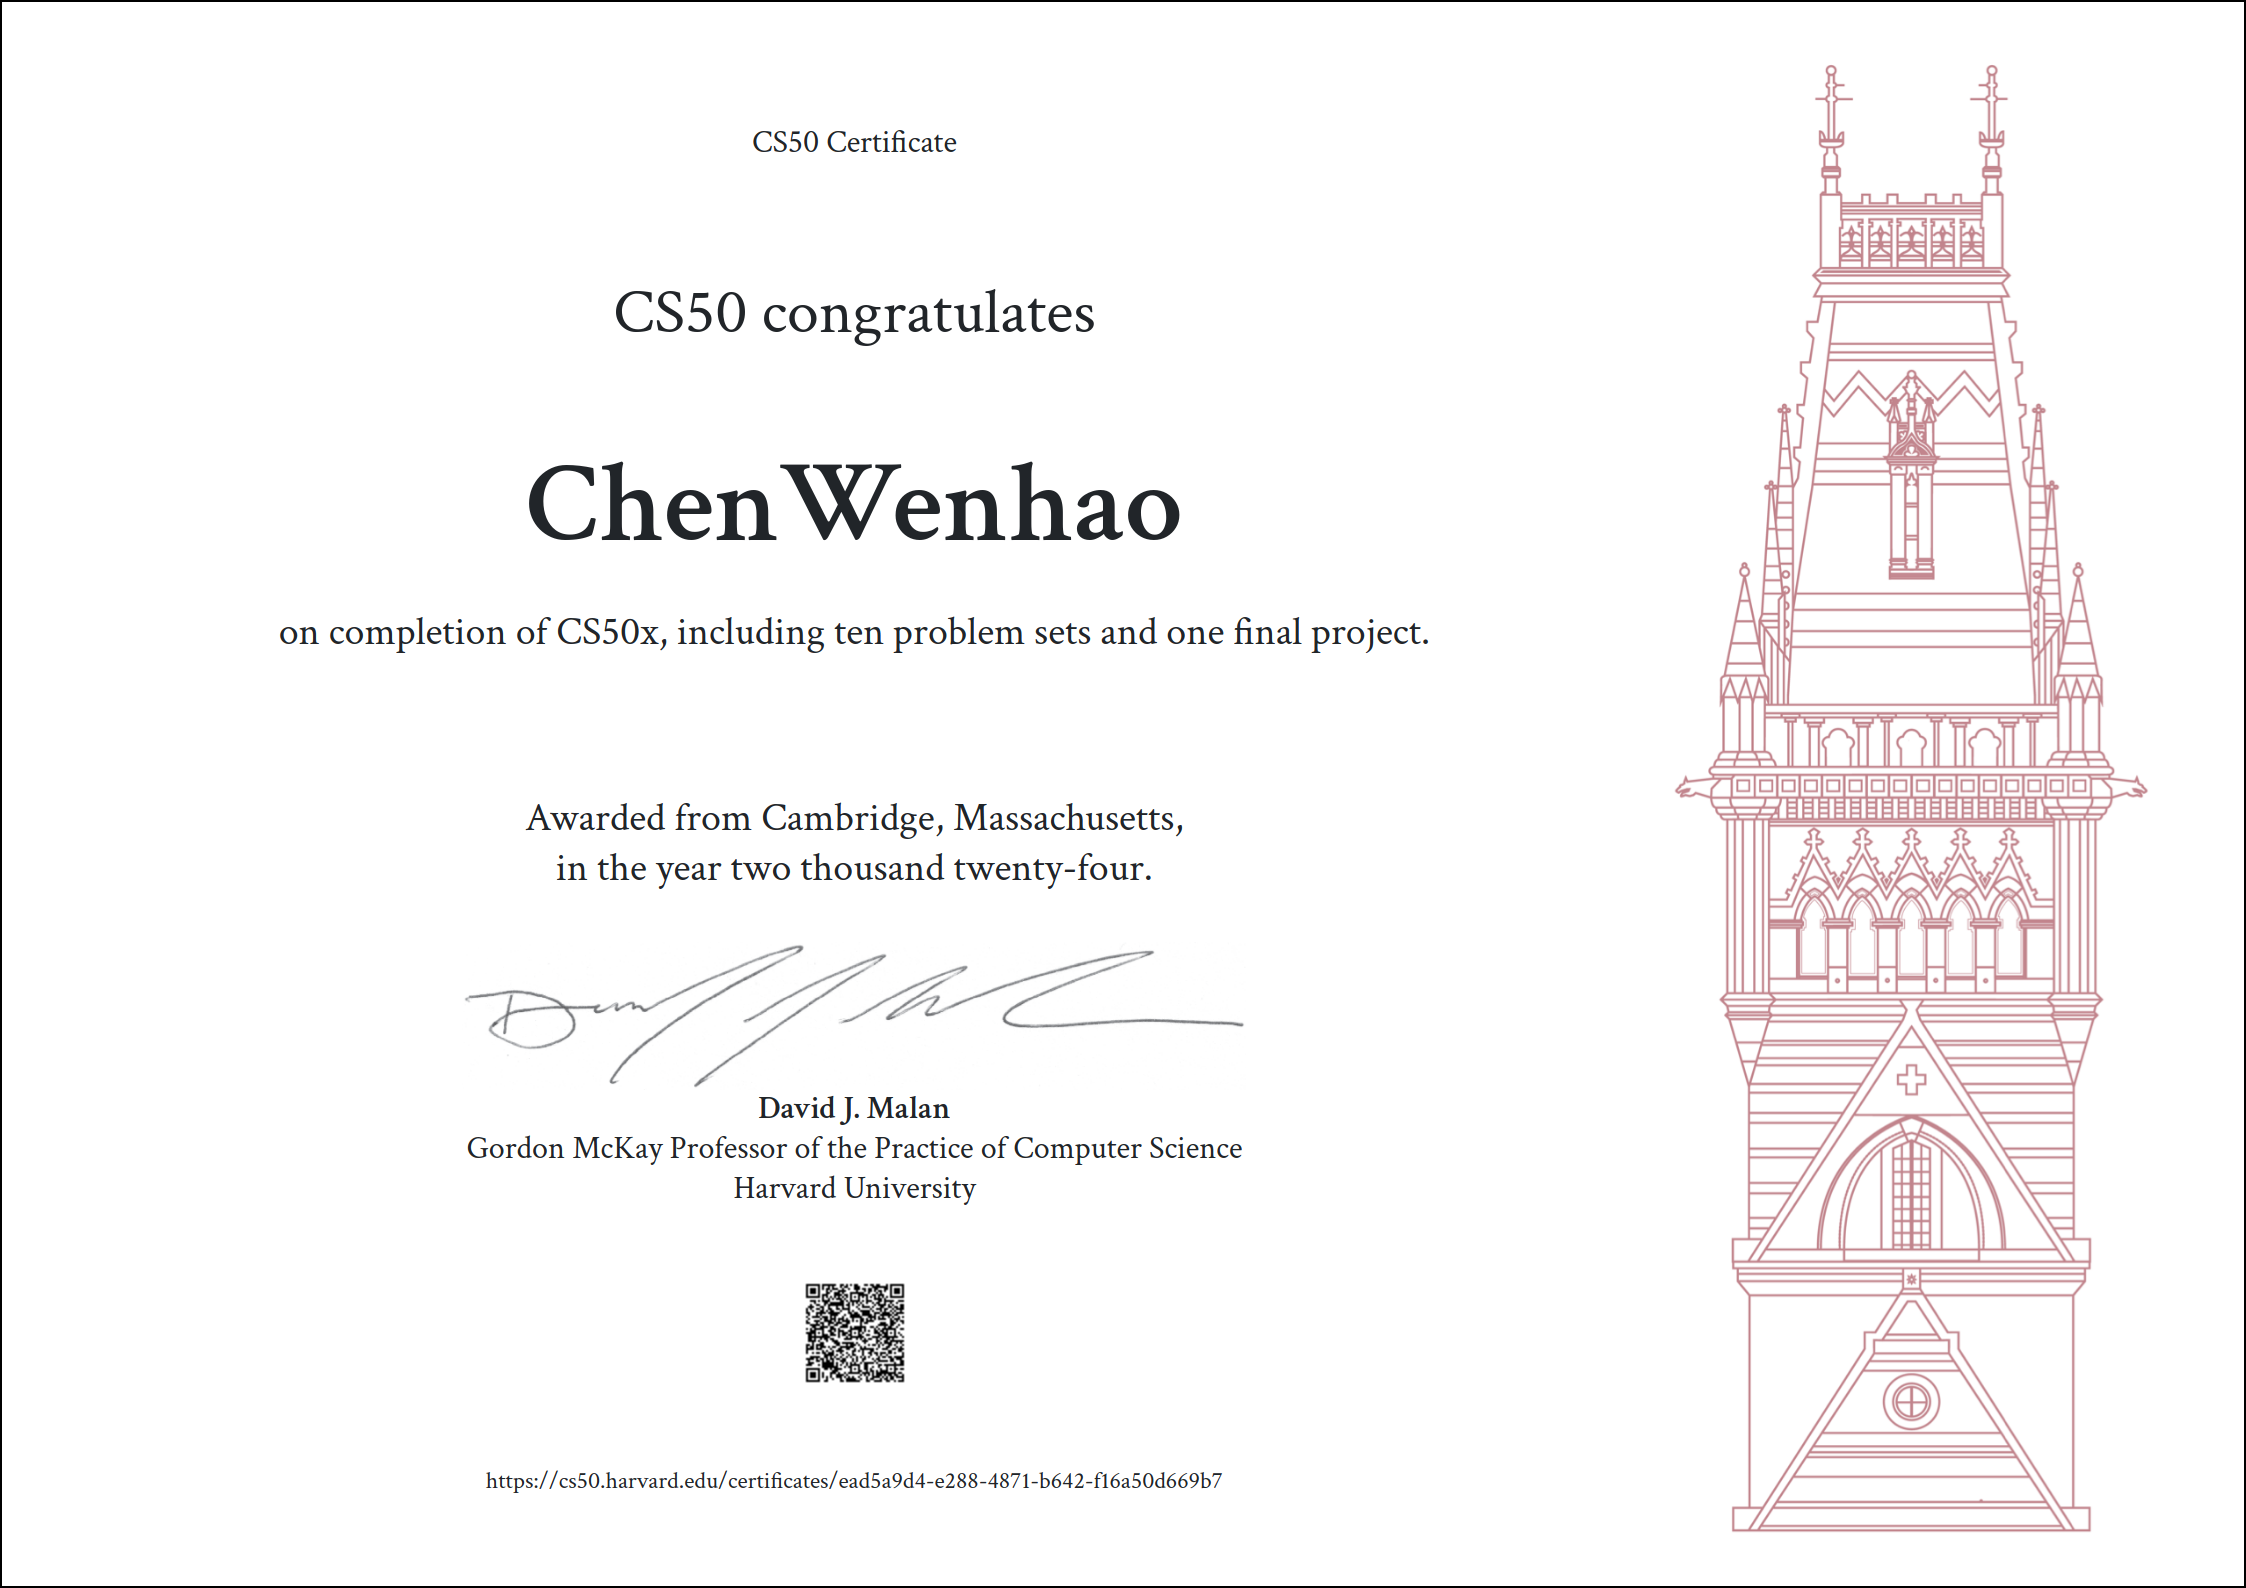 CS50 Certificate
CS50 congratulates
Chen Wenhao
on completion of CS50x, including ten problem sets and one final project.
Awarded from Cambridge, Massachusetts,
in the year two thousand twenty-four.
David J. Malan
Gordon McKay Professor of the Practice of Computer Science
Harvard University
https://cs50.harvard.edu/certificates/ead5a9d4-e288-4871-b642-f16a50d669b7